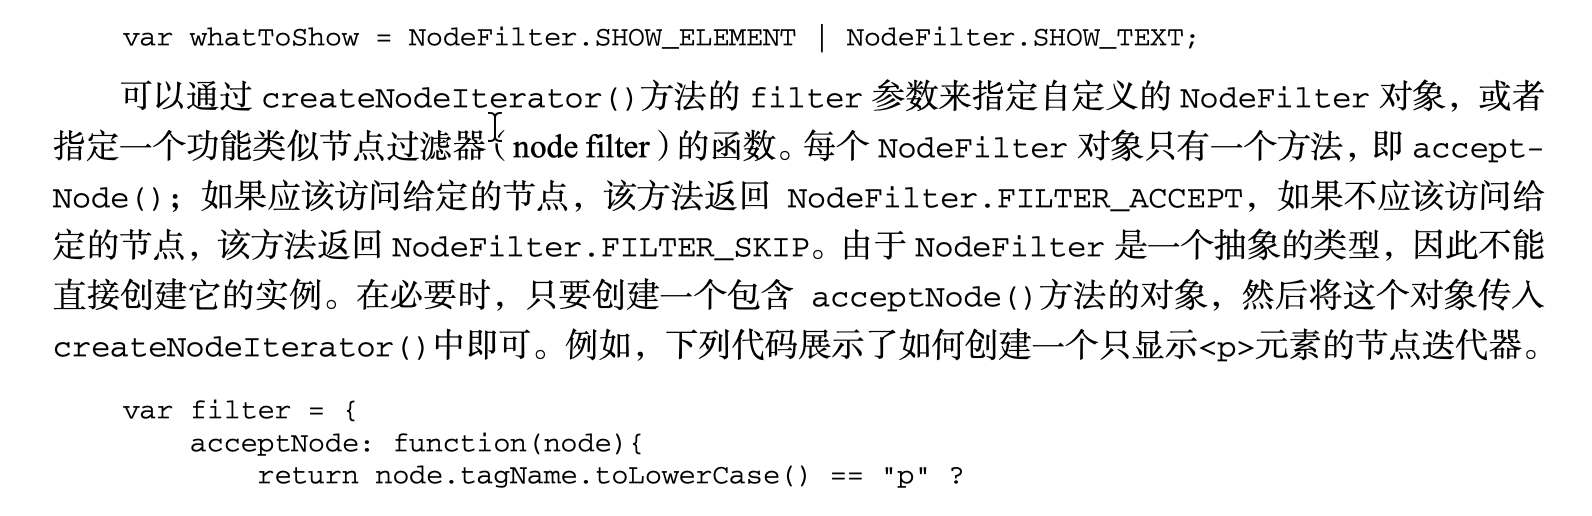 var whatToShow = NodeFilter.SHOW_ELEMENT | NodeFilter.SHOW_TEXT;
可以通过 createNodeIterator()方法的 filter 参数来指定自定义的 NodeFilter 对象，或者
指定一个功能类似节点过滤器（node filter）的函数。每个 NodeFilter 对象只有一个方法，即 accept-
Node()；如果应该访问给定的节点，该方法返回 NodeFilter.FILTER_ACCEPT，如果不应该访问给
定的节点，该方法返回 NodeFilter.FILTER_SKIP。由于 NodeFilter 是一个抽象的类型，因此不能
直接创建它的实例。在必要时，只要创建一个包含 acceptNode()方法的对象，然后将这个对象传入
createNodeIterator()中即可。例如，下列代码展示了如何创建一个只显示<p>元素的节点迭代器。
var filter = {
    acceptNode: function(node){
        return node.tagName.toLowerCase() == "p" ?